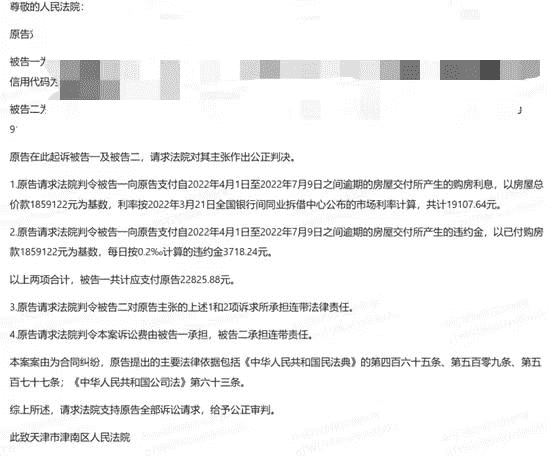 尊敬的人民法院：
原告
被告一为
信用代码为
被告二为
9
原告在此起诉被告一及被告二，请求法院对其主张作出公正判决。
1.原告请求法院判令被告一向原告支付自2022年4月1日至2022年7月9日之间逾期的房屋交付所产生的购房利息，以房屋总
价款1859122元为基数，利率按2022年3月21日全国银行间同业拆借中心公布的市场利率计算，共计19107.64元。
2.原告请求法院判令被告一向原告支付自2022年4月1日至2022年7月9日之间逾期的房屋交付所产生的违约金，以已付购房
款1859122元为基数，每日按0.2‰计算的违约金3718.24元。
以上两项合计，被告一共计应支付原告22825.88元。
3.原告请求法院判令被告二对原告主张的上述1和2项诉求所承担连带法律责任。
4.原告请求法院判令本案诉讼费由被告一承担，被告二承担连带责任。
本案案由为合同纠纷，原告提出的主要法律依据包括《中华人民共和国民法典》的第四百六十五条、第五百零九条、第五
百七十七条；《中华人民共和国公司法》第六十三条。
综上所述，请求法院支持原告全部诉讼请求，给予公正审判。
此致天津市津南区人民法院